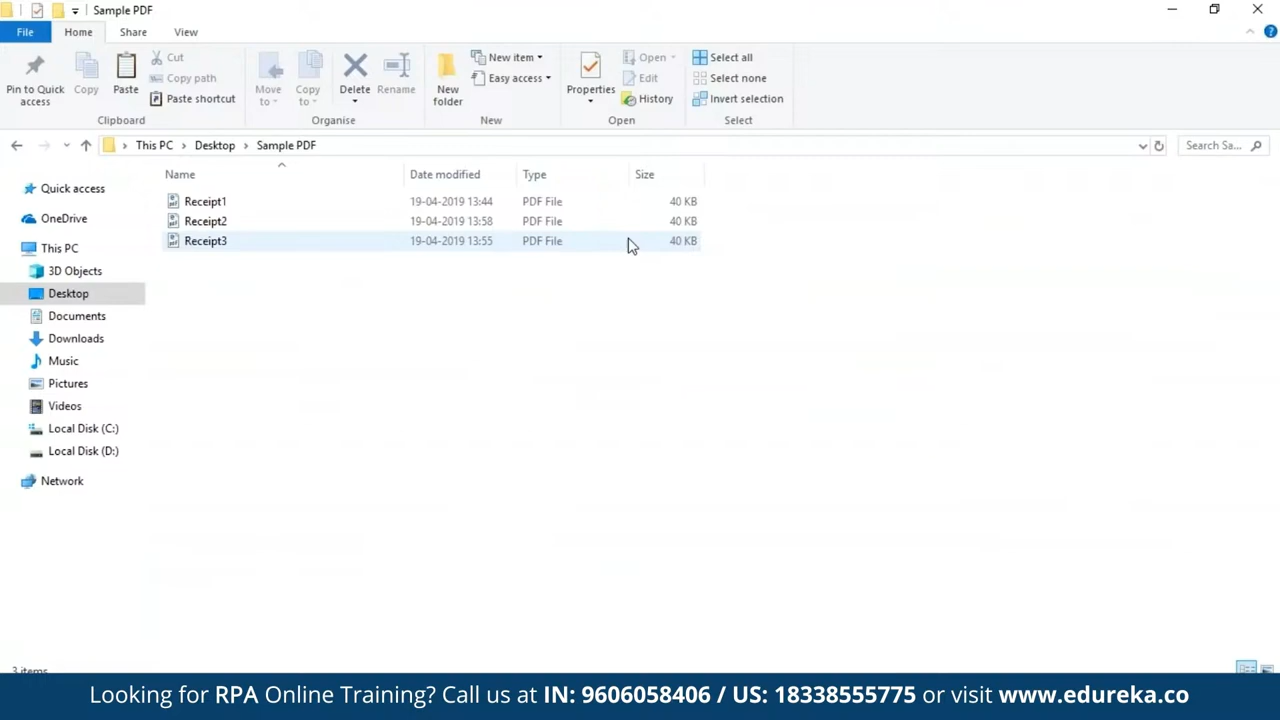 Sample PDF
File Home Share View
Pin to Quick access
Copy
Paste
Cut
Copy path
Paste shortcut
Clipboard
Move to
Copy to
Delete
Rename
Organise
New folder
New item
Easy access
New
Properties
Open
Edit
History
Open
Select all
Select none
Invert selection
Select
This PC Desktop Sample PDF
Search Sa...
Name Date modified Type Size
Receipt1 19-04-2019 13:44 PDF File 40 KB
Receipt2 19-04-2019 13:58 PDF File 40 KB
Receipt3 19-04-2019 13:55 PDF File 40 KB
Quick access
OneDrive
This PC
3D Objects
Desktop
Documents
Downloads
Music
Pictures
Videos
Local Disk (C:)
Local Disk (D:)
Network
3 items
Looking for RPA Online Training? Call us at IN: 9606058406 / US: 18338555775 or visit www.edureka.co